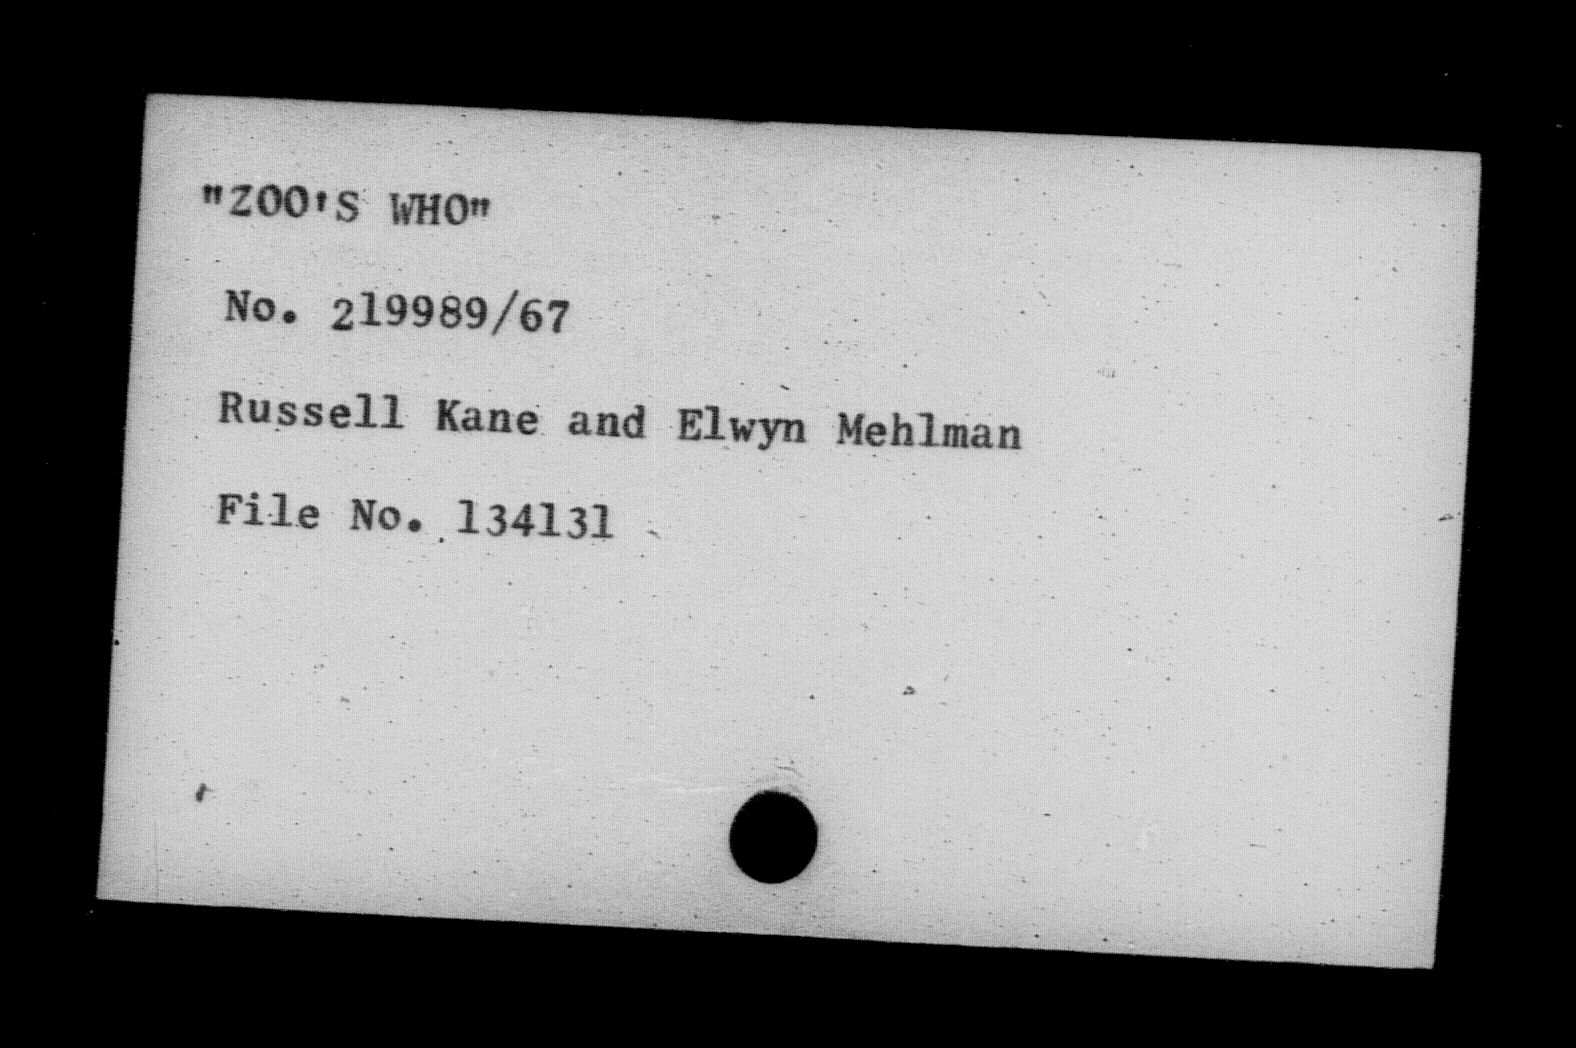 "ZOO'S WHO"
No. 219989/67
Russell Kane and Elwyn Mehlman
File No. 134131